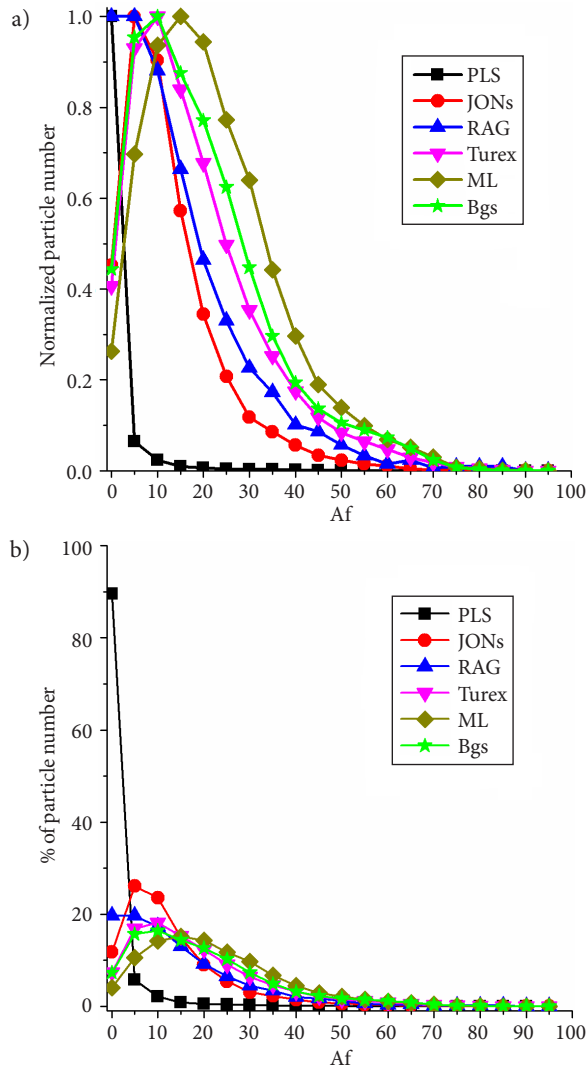 a)
Normalized particle number
1.0
0.8
0.6
0.4
0.2
0.0
PLS
JONs
RAG
Turex
ML
Bgs
0 10 20 30 40 50 60 70 80 90 100
Af
b)
% of particle number
100
80
60
40
20
0
PLS
JONs
RAG
Turex
ML
Bgs
0 10 20 30 40 50 60 70 80 90 100
Af